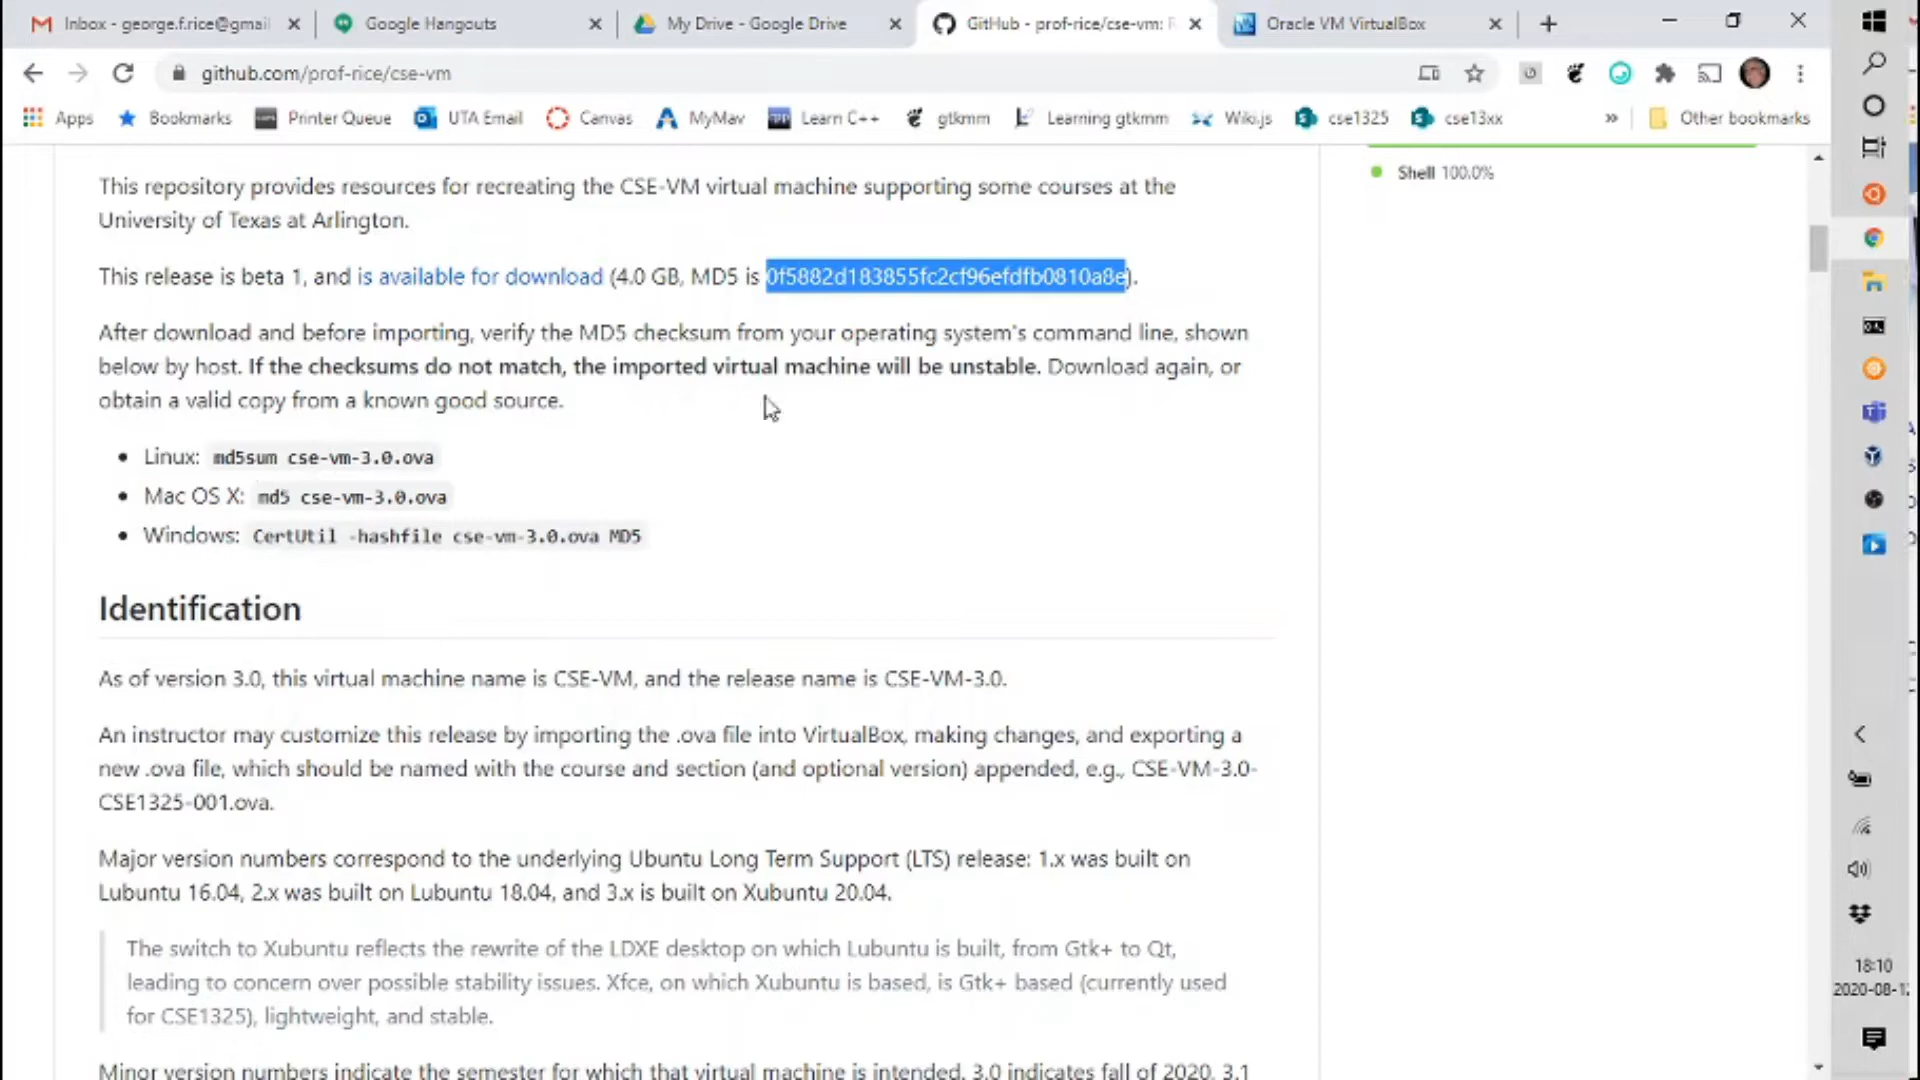 Inbox - george.f.rice@gmail
Google Hangouts
My Drive - Google Drive
GitHub - prof-rice/cse-vm: R
Oracle VM VirtualBox
github.com/prof-rice/cse-vm
Apps
Bookmarks
Printer Queue
UTA Email
Canvas
MyMav
Learn C++
gtkmm
Learning gtkmm
Wiki.js
cse1325
cse13xx
»
Other bookmarks
This repository provides resources for recreating the CSE-VM virtual machine supporting some courses at the
University of Texas at Arlington.
Shell 100.0%
This release is beta 1, and is available for download (4.0 GB, MD5 is 0f5882d183855fc2cf96efdfb0810a8e).
After download and before importing, verify the MD5 checksum from your operating system's command line, shown
below by host. If the checksums do not match, the imported virtual machine will be unstable. Download again, or
obtain a valid copy from a known good source.
• Linux: md5sum cse-vm-3.0.ova
• Mac OS X: md5 cse-vm-3.0.ova
• Windows: CertUtil -hashfile cse-vm-3.0.ova MD5
Identification
As of version 3.0, this virtual machine name is CSE-VM, and the release name is CSE-VM-3.0.
An instructor may customize this release by importing the .ova file into VirtualBox, making changes, and exporting a
new .ova file, which should be named with the course and section (and optional version) appended, e.g., CSE-VM-3.0-
CSE1325-001.ova.
Major version numbers correspond to the underlying Ubuntu Long Term Support (LTS) release: 1.x was built on
Lubuntu 16.04, 2.x was built on Lubuntu 18.04, and 3.x is built on Xubuntu 20.04.
The switch to Xubuntu reflects the rewrite of the LDXE desktop on which Lubuntu is built, from Gtk+ to Qt,
leading to concern over possible stability issues. Xfce, on which Xubuntu is based, is Gtk+ based (currently used
for CSE1325), lightweight, and stable.
Minor version numbers indicate the semester for which that virtual machine is intended. 3.0 indicates fall of 2020, 3.1
18:10
2020-08-1